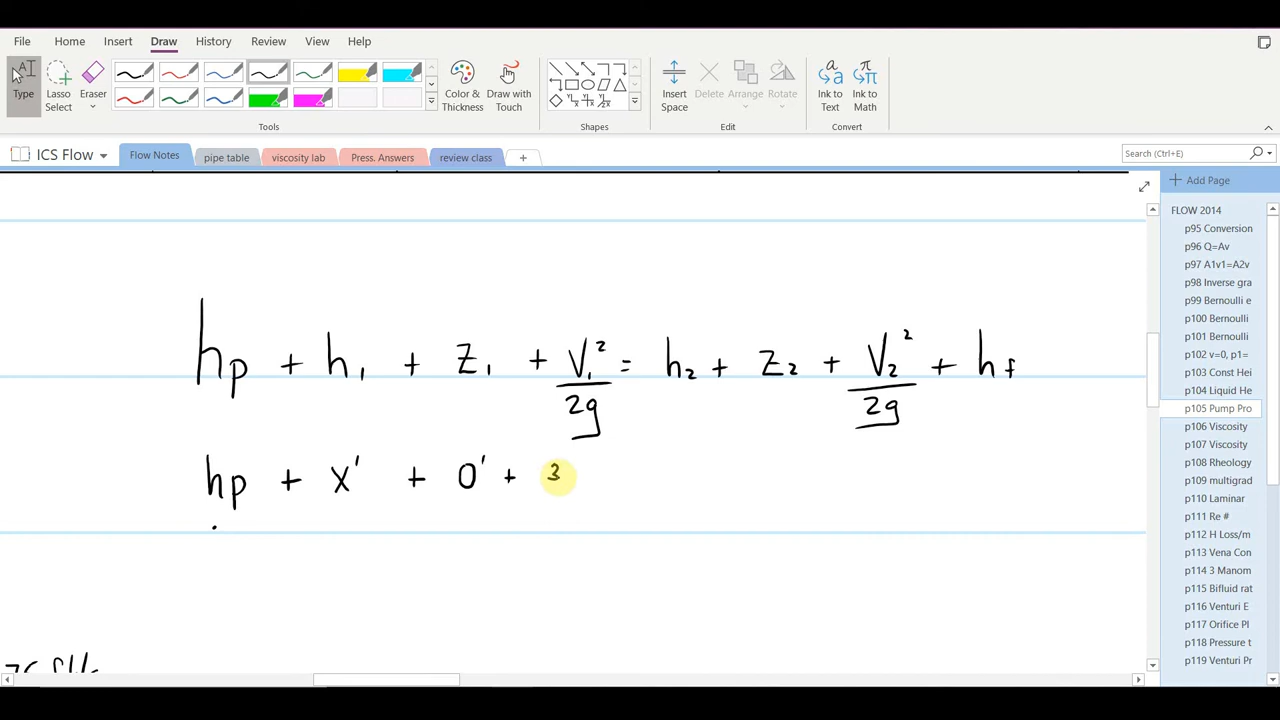 File Home Insert Draw History Review View Help
Type
Lasso Select
Eraser
Color & Thickness
Draw with Touch
Insert Space
Delete
Arrange
Rotate
Ink to Text
Ink to Math
Tools
Shapes
Edit
Convert
ICS Flow
Flow Notes
pipe table
viscosity lab
Press. Answers
review class
Search (Ctrl+E)
Add Page
FLOW 2014
p95 Conversion
p96 Q=Av
p97 A1v1=A2v
p98 Inverse gra
p99 Bernoulli e
p100 Bernoulli
p101 Bernoulli
p102 v=0, p1=
p103 Const Hei
p104 Liquid He
p105 Pump Pro
p106 Viscosity
p107 Viscosity
p108 Rheology
p109 multigrad
p110 Laminar
p111 Re #
p112 H Loss/m
p113 Vena Con
p114 3 Manom
p115 Bifluid rat
p116 Venturi E
p117 Orifice Pl
p118 Pressure t
p119 Venturi Pr
hp + h₁ + z₁ + V₁²/2g = h₂ + z₂ + V₂²/2g + hf
hp + x' + 0' + 3